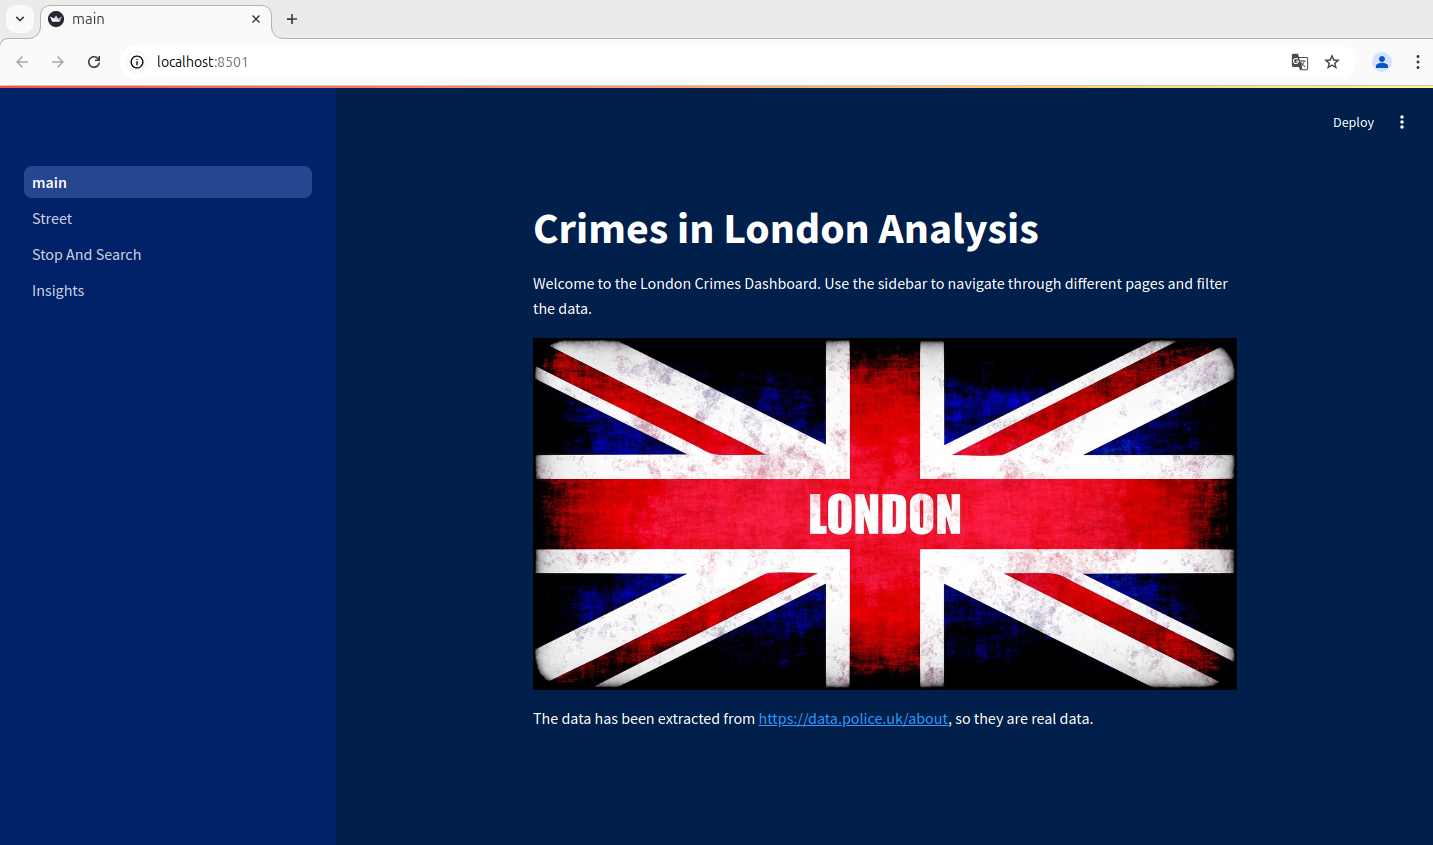 main
localhost:8501
Deploy
main
Street
Stop And Search
Insights
Crimes in London Analysis
Welcome to the London Crimes Dashboard. Use the sidebar to navigate through different pages and filter
the data.
LONDON
The data has been extracted from https://data.police.uk/about, so they are real data.